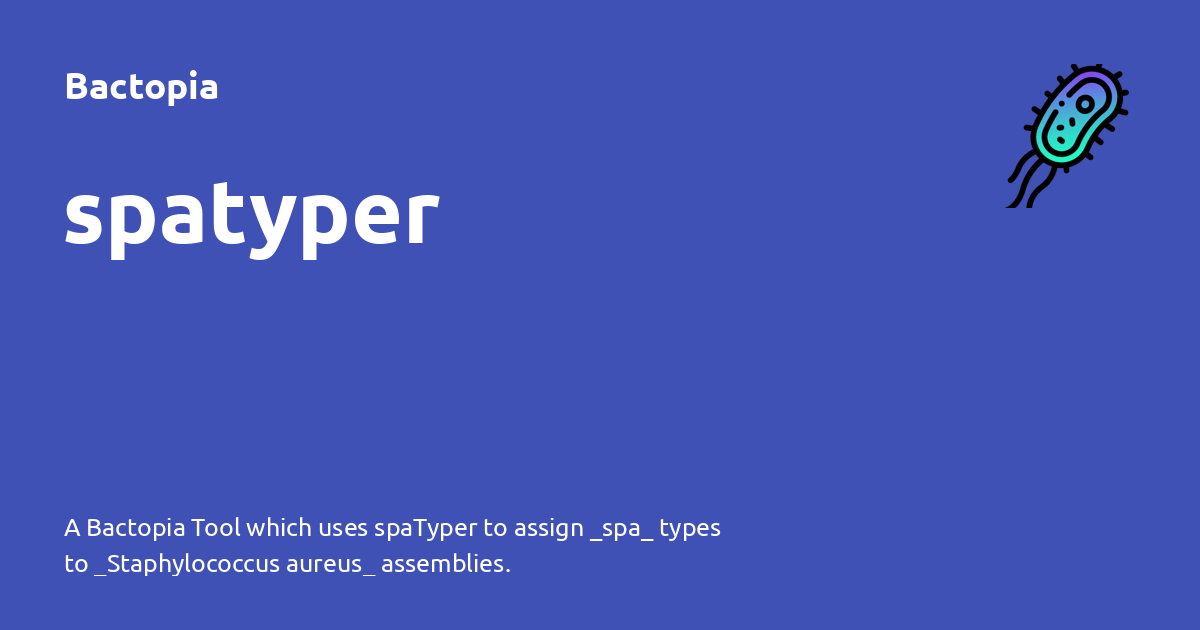 Bactopia
spatyper
A Bactopia Tool which uses spaTyper to assign _spa_ types
to _Staphylococcus aureus_ assemblies.